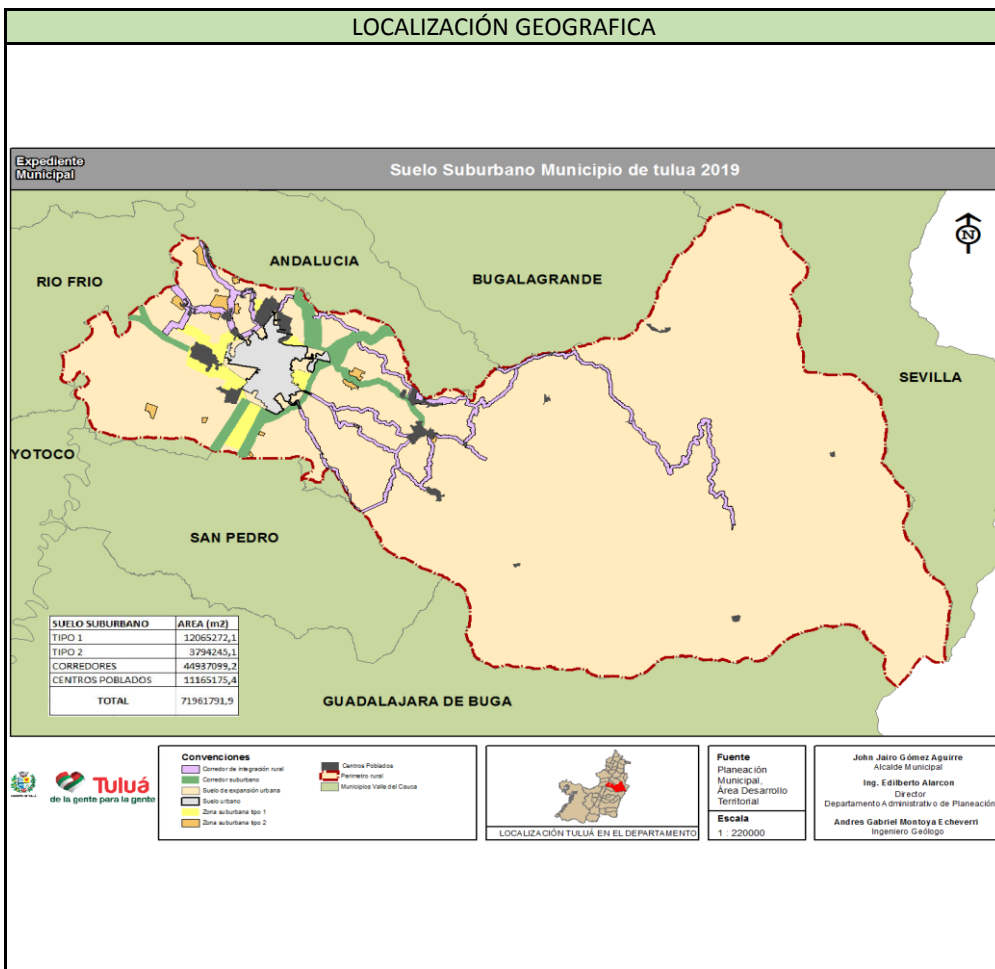 LOCALIZACIÓN GEOGRAFICA
Expediente
Municipal
Suelo Suburbano Municipio de tulua 2019
RIO FRIO
ANDALUCIA
BUGALAGRANDE
SEVILLA
YOTOCO
SAN PEDRO
GUADALAJARA DE BUGA
N
SUELO SUBURBANO AREA (m2)
TIPO 1 12065272,1
TIPO 2 3794245,1
CORREDORES 44937099,2
CENTROS POBLADOS 11165175,4
TOTAL 71961791,9
Tuluá
de la gente para la gente
Convenciones
Corredor de integración rural
Corredor suburbano
Suelo de expansión urbana
Suelo urbano
Zona suburbana tipo 1
Zona suburbana tipo 2
Centros Poblados
Perimetro rural
Municipios Valle del Cauca
LOCALIZACIÓN TULUÁ EN EL DEPARTAMENTO
Fuente
Planeación
Municipal,
Área Desarrollo
Territorial
Escala
1 : 220000
John Jairo Gómez Aguirre
Alcalde Municipal
Ing. Edilberto Alarcon
Director
Departamento Administrativo de Planeación
Andres Gabriel Montoya Echeverri
Ingeniero Geólogo